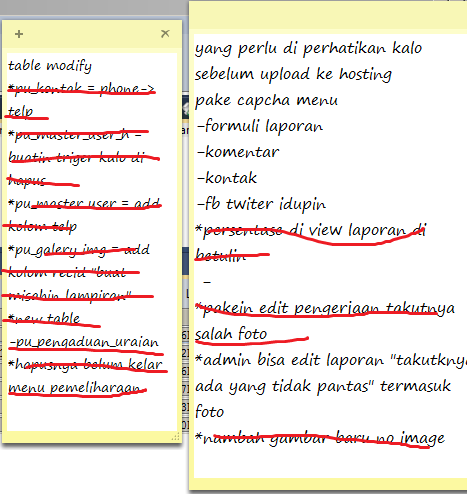 table modify
*pu_kontak = phone->
telp
*pu_master_user_h =
buatin triger kalo di
hapus
*pu_master user = add
kolom telp
*pu_galery_img = add
kolom recid "buat
misahin lampiran"
*new table
-pu_pengaduan_uraian
*hapusnya belum kelar
menu pemeliharaan
yang perlu di perhatikan kalo
sebelum upload ke hosting
pake capcha menu
-formuli laporan
-komentar
-kontak
-fb twiter idupin
*persentase di view laporan di
betulin
-
*pakein edit pengerjaan takutnya
salah foto
*admin bisa edit laporan "takutkny
ada yang tidak pantas" termasuk
foto
*nambah gambar baru no image